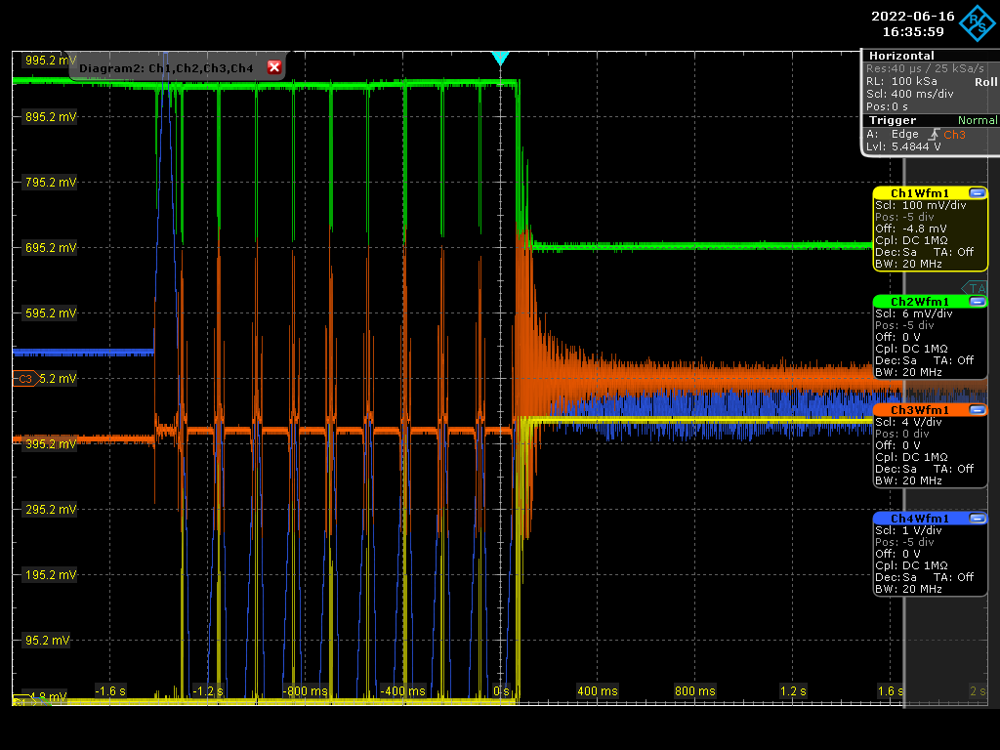 2022-06-16
16:35:59
R S
Diagram2: Ch1,Ch2,Ch3,Ch4
Horizontal
Res:40 µs / 25 kSa/s
RL: 100 kSa Roll
Scl: 400 ms/div
Pos:0 s
Trigger Normal
A: Edge Ch3
Lvl: 5.4844 V
Ch1Wfm1
Scl: 100 mV/div
Pos: -5 div
Off: -4.8 mV
Cpl: DC 1MΩ
Dec:Sa TA: Off
BW: 20 MHz
TA
Ch2Wfm1
Scl: 6 mV/div
Pos: -5 div
Off: 0 V
Cpl: DC 1MΩ
Dec:Sa TA: Off
BW: 20 MHz
Ch3Wfm1
Scl: 4 V/div
Pos: 0 div
Off: 0 V
Cpl: DC 1MΩ
Dec:Sa TA: Off
BW: 20 MHz
Ch4Wfm1
Scl: 1 V/div
Pos: -5 div
Off: 0 V
Cpl: DC 1MΩ
Dec:Sa TA: Off
BW: 20 MHz
995.2 mV
895.2 mV
795.2 mV
695.2 mV
595.2 mV
C3 5.2 mV
395.2 mV
295.2 mV
195.2 mV
95.2 mV
4.8 mV
-1.6 s -1.2 s -800 ms -400 ms 0 s 400 ms 800 ms 1.2 s 1.6 s 2 s